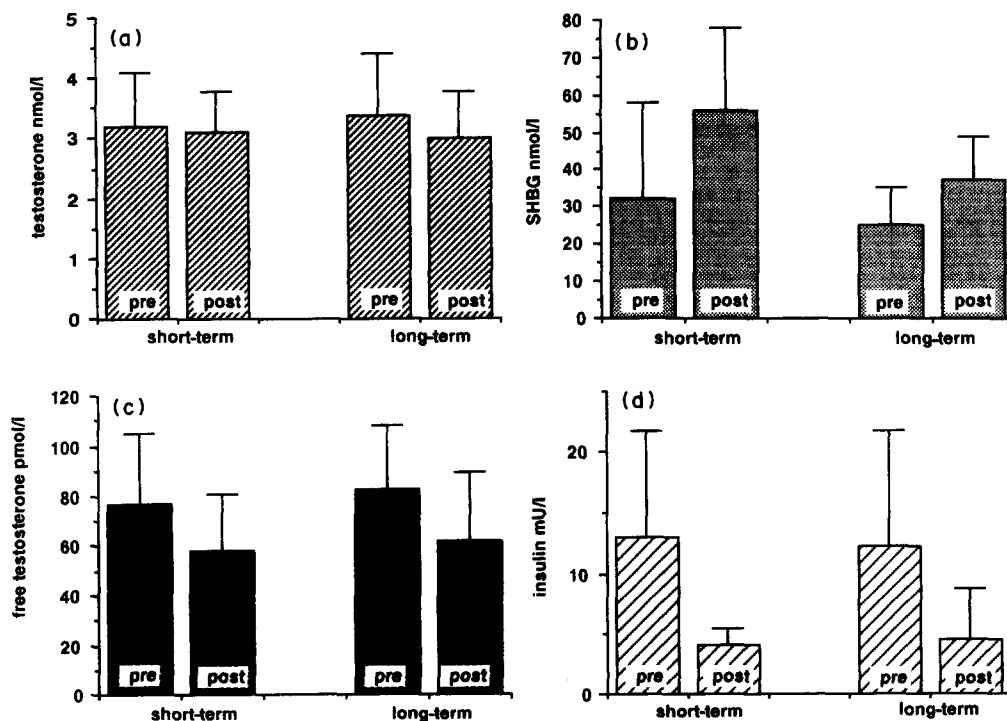 (a)
testosterone nmol/l
5
4
3
2
1
0
pre
post
pre
post
short-term
long-term
(b)
SHBG nmol/l
80
70
60
50
40
30
20
10
0
pre
post
pre
post
short-term
long-term
(c)
free testosterone pmol/l
120
100
80
60
40
20
0
pre
post
pre
post
short-term
long-term
(d)
insulin mU/l
20
10
0
pre
post
pre
post
short-term
long-term